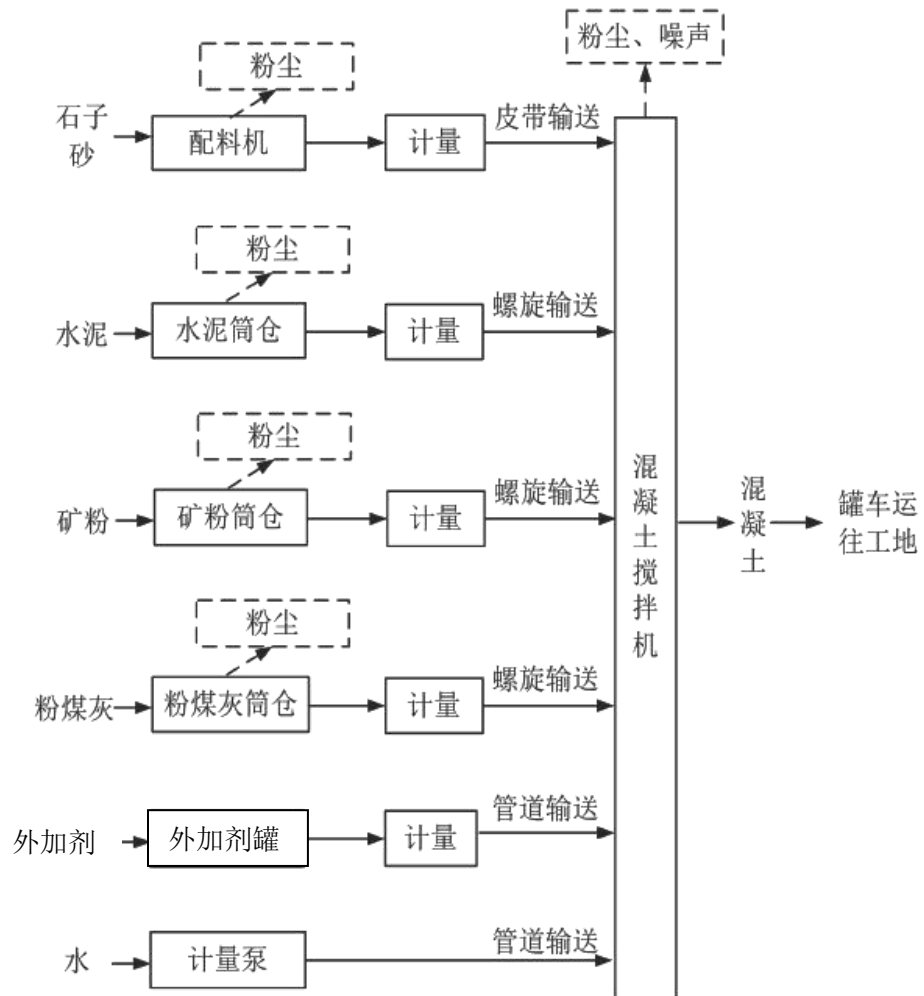 粉尘、噪声
粉尘
石子
砂
配料机
计量
皮带输送
粉尘
水泥
水泥筒仓
计量
螺旋输送
粉尘
矿粉
矿粉筒仓
计量
螺旋输送
混凝土搅拌机
混凝土
罐车运
往工地
粉尘
粉煤灰
粉煤灰筒仓
计量
螺旋输送
外加剂
外加剂罐
计量
管道输送
水
计量泵
管道输送